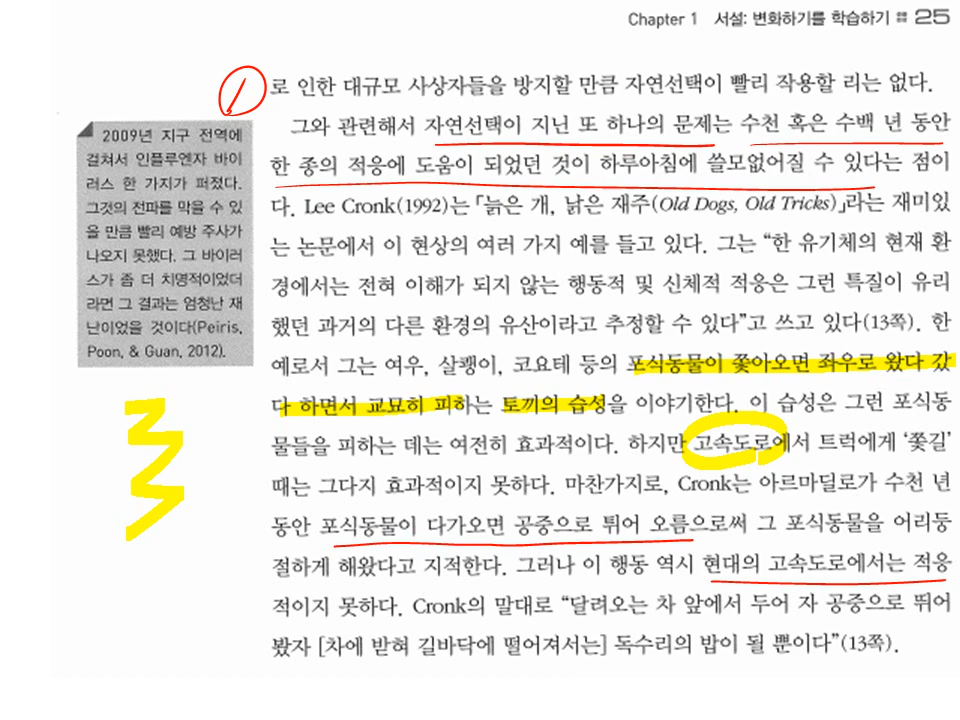 Chapter 1 서설: 변화하기를 학습하기 25
로 인한 대규모 사상자들을 방지할 만큼 자연선택이 빨리 작용할 리는 없다.
그와 관련해서 자연선택이 지닌 또 하나의 문제는 수천 혹은 수백 년 동안
한 종의 적응에 도움이 되었던 것이 하루아침에 쓸모없어질 수 있다는 점이
다. Lee Cronk(1992)는 「늙은 개, 낡은 재주(Old Dogs, Old Tricks)」라는 재미있
는 논문에서 이 현상의 여러 가지 예를 들고 있다. 그는 “한 유기체의 현재 환
경에서는 전혀 이해가 되지 않는 행동적 및 신체적 적응은 그런 특질이 유리
했던 과거의 다른 환경의 유산이라고 추정할 수 있다”고 쓰고 있다(13쪽). 한
예로서 그는 여우, 살쾡이, 코요테 등의 포식동물이 쫓아오면 좌우로 왔다 갔
다 하면서 교묘히 피하는 토끼의 습성을 이야기한다. 이 습성은 그런 포식동
물들을 피하는 데는 여전히 효과적이다. 하지만 고속도로에서 트럭에게 ‘쫓길’
때는 그다지 효과적이지 못하다. 마찬가지로, Cronk는 아르마딜로가 수천 년
동안 포식동물이 다가오면 공중으로 튀어 오름으로써 그 포식동물을 어리둥
절하게 해왔다고 지적한다. 그러나 이 행동 역시 현대의 고속도로에서는 적응
적이지 못하다. Cronk의 말대로 “달려오는 차 앞에서 두어 자 공중으로 뛰어
봤자 [차에 받혀 길바닥에 떨어져서는] 독수리의 밥이 될 뿐이다”(13쪽).
2009년 지구 전역에
걸쳐서 인플루엔자 바이
러스 한 가지가 퍼졌다.
그것의 전파를 막을 수 있
을 만큼 빨리 예방 주사가
나오지 못했다. 그 바이러
스가 좀 더 치명적이었더
라면 그 결과는 엄청난 재
난이었을 것이다(Peiris,
Poon, & Guan, 2012).